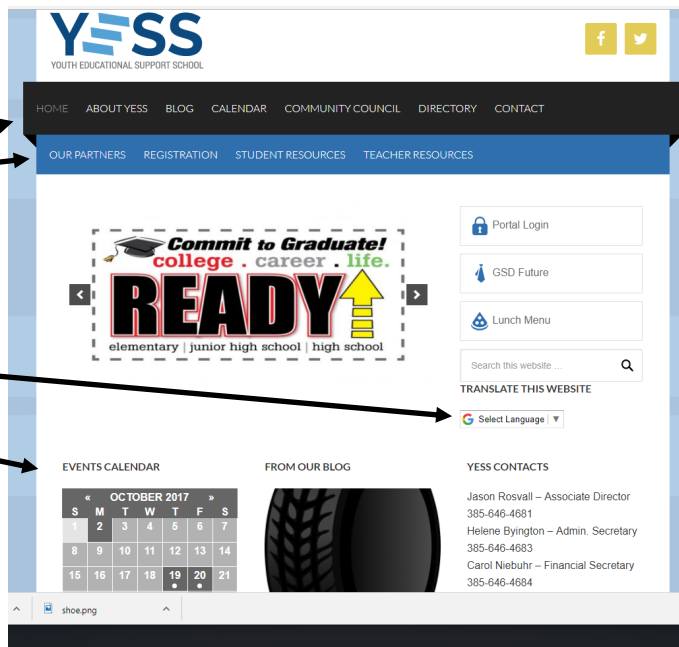 YESS
YOUTH EDUCATIONAL SUPPORT SCHOOL
f
HOME ABOUT YESS BLOG CALENDAR COMMUNITY COUNCIL DIRECTORY CONTACT
OUR PARTNERS REGISTRATION STUDENT RESOURCES TEACHER RESOURCES
Commit to Graduate!
college . career . life.
READY
elementary | junior high school | high school
Portal Login
GSD Future
Lunch Menu
Search this website ...
TRANSLATE THIS WEBSITE
G Select Language ▼
EVENTS CALENDAR
« OCTOBER 2017 »
S M T W T F S
1 2 3 4 5 6 7
8 9 10 11 12 13 14
15 16 17 18 19 20 21
FROM OUR BLOG
YESS CONTACTS
Jason Rosvall – Associate Director
385-646-4681
Helene Byington – Admin. Secretary
385-646-4683
Carol Niebuhr – Financial Secretary
385-646-4684
shoe.png